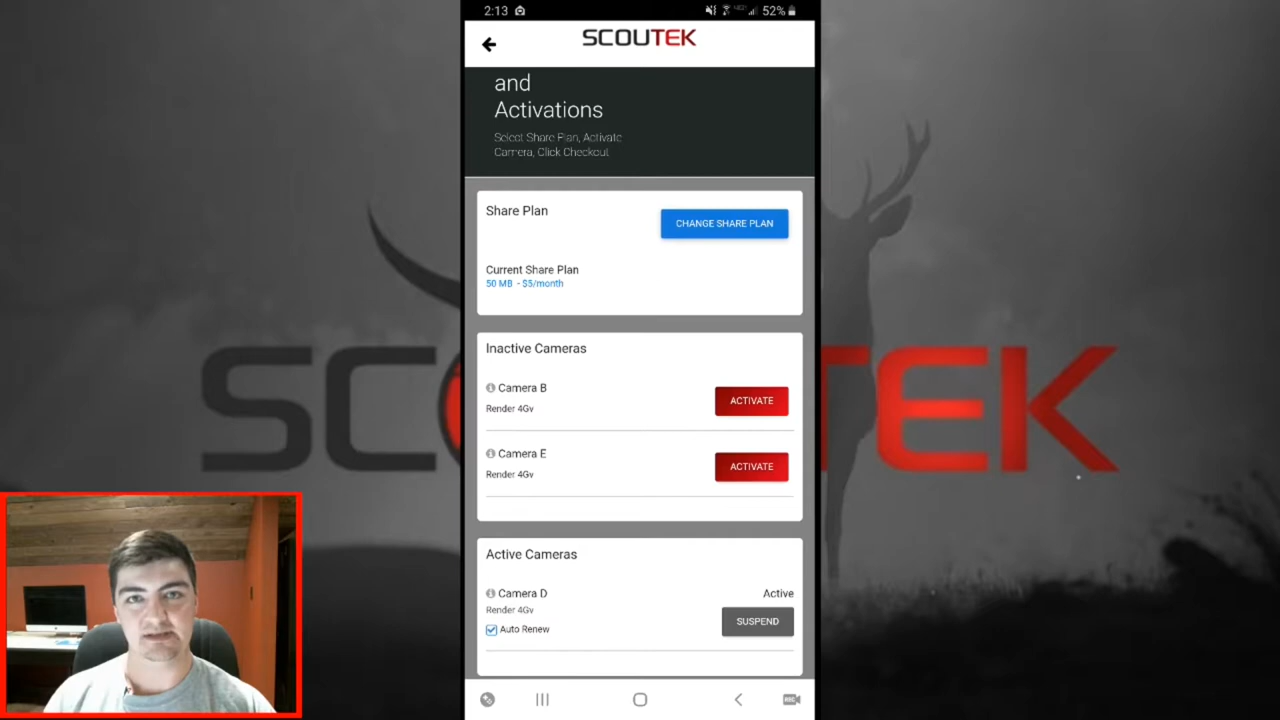 2:13 52%
SCOUTEK
and
Activations
Select Share Plan, Activate
Camera, Click Checkout
Share Plan
CHANGE SHARE PLAN
Current Share Plan
50 MB - $5/month
Inactive Cameras
Camera B
ACTIVATE
Render 4Gv
Camera E
ACTIVATE
Render 4Gv
Active Cameras
Camera D
Active
Render 4Gv
SUSPEND
Auto Renew
SC TEK